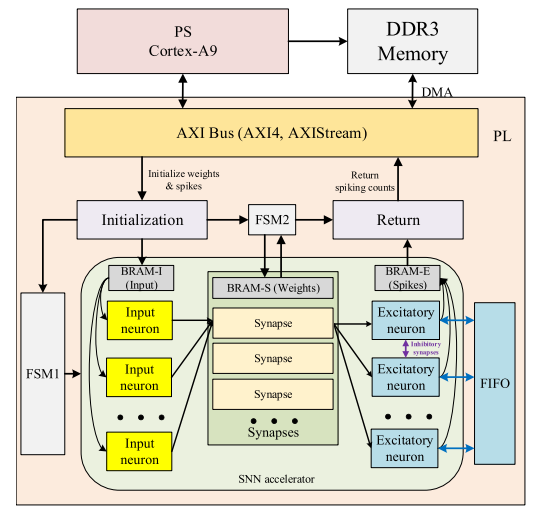 PS
Cortex-A9
DDR3
Memory
DMA
AXI Bus (AXI4, AXIStream)
PL
Initialize weights
& spikes
Return
spiking counts
Initialization
FSM2
Return
BRAM-I
(Input)
BRAM-S (Weights)
BRAM-E
(Spikes)
FSM1
Input
neuron
Input
neuron
Input
neuron
Synapse
Synapse
Synapse
Synapses
Excitatory
neuron
Inhibitory
synapses
Excitatory
neuron
Excitatory
neuron
FIFO
SNN accelerator